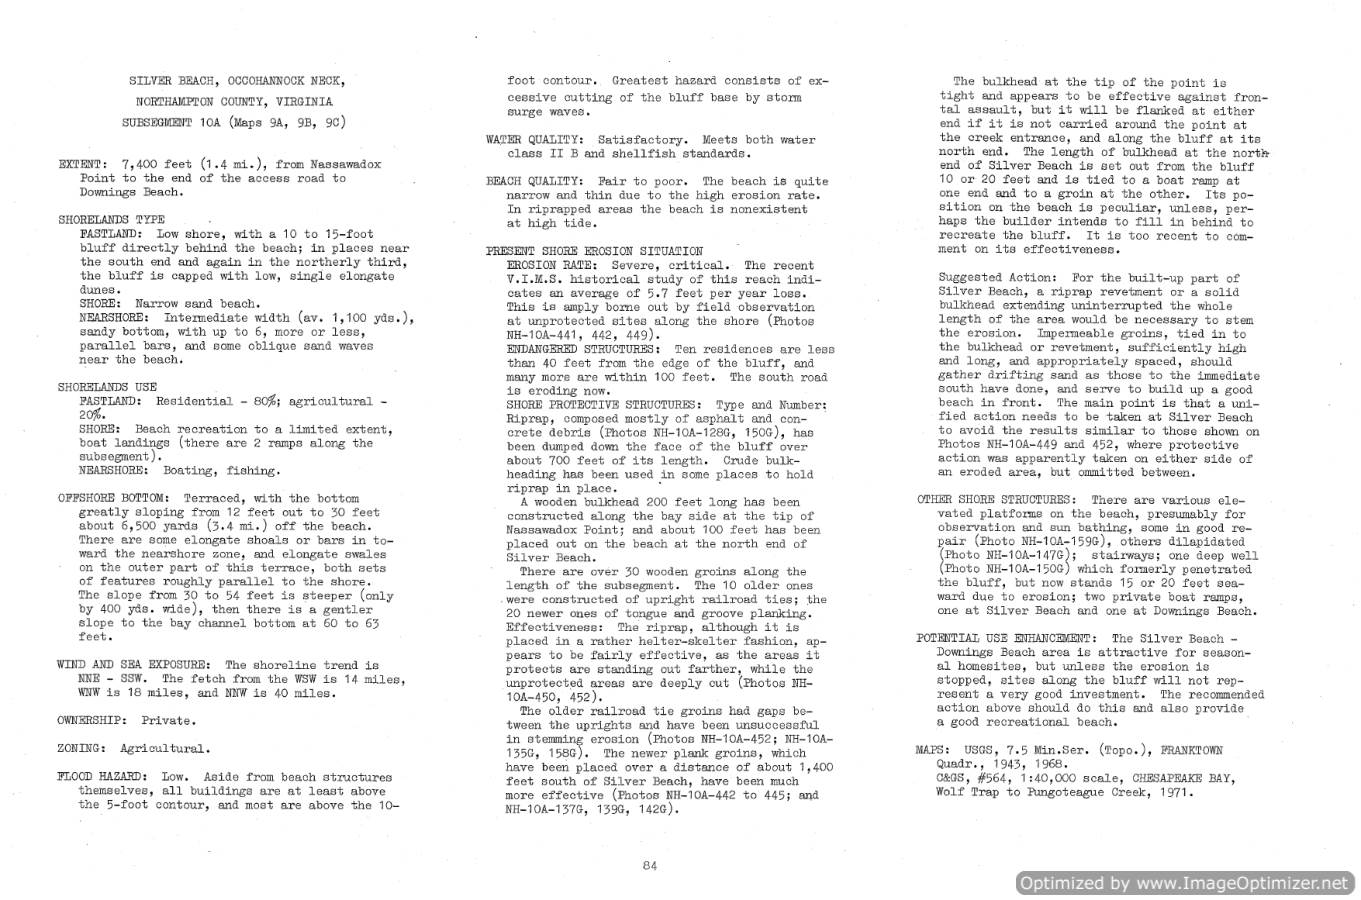 SILVER BEACH, OCCOHANNOCK NECK,
NORTHAMPTON COUNTY, VIRGINIA
SUBSEGMENT 10A (Maps 9A, 9B, 9C)
EXTENT: 7,400 feet (1.4 mi.), from Nassawadox
Point to the end of the access road to
Downings Beach.
SHORELANDS TYPE
FASTLAND: Low shore, with a 10 to 15-foot
bluff directly behind the beach; in places near
the south end and again in the northerly third,
the bluff is capped with low, single elongate
dunes.
SHORE: Narrow sand beach.
NEARSHORE: Intermediate width (av. 1,100 yds.),
sandy bottom, with up to 6, more or less,
parallel bars, and some oblique sand waves
near the beach.
SHORELANDS USE
FASTLAND: Residential - 80%; agricultural -
20%.
SHORE: Beach recreation to a limited extent,
boat landings (there are 2 ramps along the
subsegment).
NEARSHORE: Boating, fishing.
OFFSHORE BOTTOM: Terraced, with the bottom
greatly sloping from 12 feet out to 30 feet
about 6,500 yards (3.4 mi.) off the beach.
There are some elongate shoals or bars in to-
ward the nearshore zone, and elongate swales
on the outer part of this terrace, both sets
of features roughly parallel to the shore.
The slope from 30 to 54 feet is steeper (only
by 400 yds. wide), then there is a gentler
slope to the bay channel bottom at 60 to 63
feet.
WIND AND SEA EXPOSURE: The shoreline trend is
NNE - SSW. The fetch from the WSW is 14 miles,
WNW is 18 miles, and NNW is 40 miles.
OWNERSHIP: Private.
ZONING: Agricultural.
FLOOD HAZARD: Low. Aside from beach structures
themselves, all buildings are at least above
the 5-foot contour, and most are above the 10-
foot contour. Greatest hazard consists of ex-
cessive cutting of the bluff base by storm
surge waves.
WATER QUALITY: Satisfactory. Meets both water
class II B and shellfish standards.
BEACH QUALITY: Fair to poor. The beach is quite
narrow and thin due to the high erosion rate.
In riprapped areas the beach is nonexistent
at high tide.
PRESENT SHORE EROSION SITUATION
EROSION RATE: Severe, critical. The recent
V.I.M.S. historical study of this reach indi-
cates an average of 5.7 feet per year loss.
This is amply borne out by field observation
at unprotected sites along the shore (Photos
NH-10A-441, 442, 449).
ENDANGERED STRUCTURES: Ten residences are less
than 40 feet from the edge of the bluff, and
many more are within 100 feet. The south road
is eroding now.
SHORE PROTECTIVE STRUCTURES: Type and Number:
Riprap, composed mostly of asphalt and con-
crete debris (Photos NH-10A-128G, 150G), has
been dumped down the face of the bluff over
about 700 feet of its length. Crude bulk-
heading has been used in some places to hold
riprap in place.
A wooden bulkhead 200 feet long has been
constructed along the bay side at the tip of
Nassawadox Point; and about 100 feet has been
placed out on the beach at the north end of
Silver Beach.
There are over 30 wooden groins along the
length of the subsegment. The 10 older ones
were constructed of upright railroad ties; the
20 newer ones of tongue and groove planking.
Effectiveness: The riprap, although it is
placed in a rather helter-skelter fashion, ap-
pears to be fairly effective, as the areas it
protects are standing out farther, while the
unprotected areas are deeply cut (Photos NH-
10A-450, 452).
The older railroad tie groins had gaps be-
tween the uprights and have been unsuccessful
in stemming erosion (Photos NH-10A-452; NH-10A-
135G, 158G). The newer plank groins, which
have been placed over a distance of about 1,400
feet south of Silver Beach, have been much
more effective (Photos NH-10A-442 to 445; and
NH-10A-137G, 139G, 142G).
The bulkhead at the tip of the point is
tight and appears to be effective against fron-
tal assault, but it will be flanked at either
end if it is not carried around the point at
the creek entrance, and along the bluff at its
north end. The length of bulkhead at the north
end of Silver Beach is set out from the bluff
10 or 20 feet and is tied to a boat ramp at
one end and to a groin at the other. Its po-
sition on the beach is peculiar, unless, per-
haps the builder intends to fill in behind to
recreate the bluff. It is too recent to com-
ment on its effectiveness.
Suggested Action: For the built-up part of
Silver Beach, a riprap revetment or a solid
bulkhead extending uninterrupted the whole
length of the area would be necessary to stem
the erosion. Impermeable groins, tied in to
the bulkhead or revetment, sufficiently high
and long, and appropriately spaced, should
gather drifting sand as those to the immediate
south have done, and serve to build up a good
beach in front. The main point is that a uni-
fied action needs to be taken at Silver Beach
to avoid the results similar to those shown on
Photos NH-10A-449 and 452, where protective
action was apparently taken on either side of
an eroded area, but ommitted between.
OTHER SHORE STRUCTURES: There are various ele-
vated platforms on the beach, presumably for
observation and sun bathing, some in good re-
pair (Photo NH-10A-159G), others dilapidated
(Photo NH-10A-147G); stairways; one deep well
(Photo NH-10A-150G) which formerly penetrated
the bluff, but now stands 15 or 20 feet sea-
ward due to erosion; two private boat ramps,
one at Silver Beach and one at Downings Beach.
POTENTIAL USE ENHANCEMENT: The Silver Beach -
Downings Beach area is attractive for season-
al homesites, but unless the erosion is
stopped, sites along the bluff will not rep-
resent a very good investment. The recommended
action above should do this and also provide
a good recreational beach.
MAPS: USGS, 7.5 Min.Ser. (Topo.), FRANKTOWN
Quadr., 1943, 1968.
C&GS, #564, 1:40,000 scale, CHESAPEAKE BAY,
Wolf Trap to Pungoteague Creek, 1971.
84
Optimized by www.ImageOptimizer.net